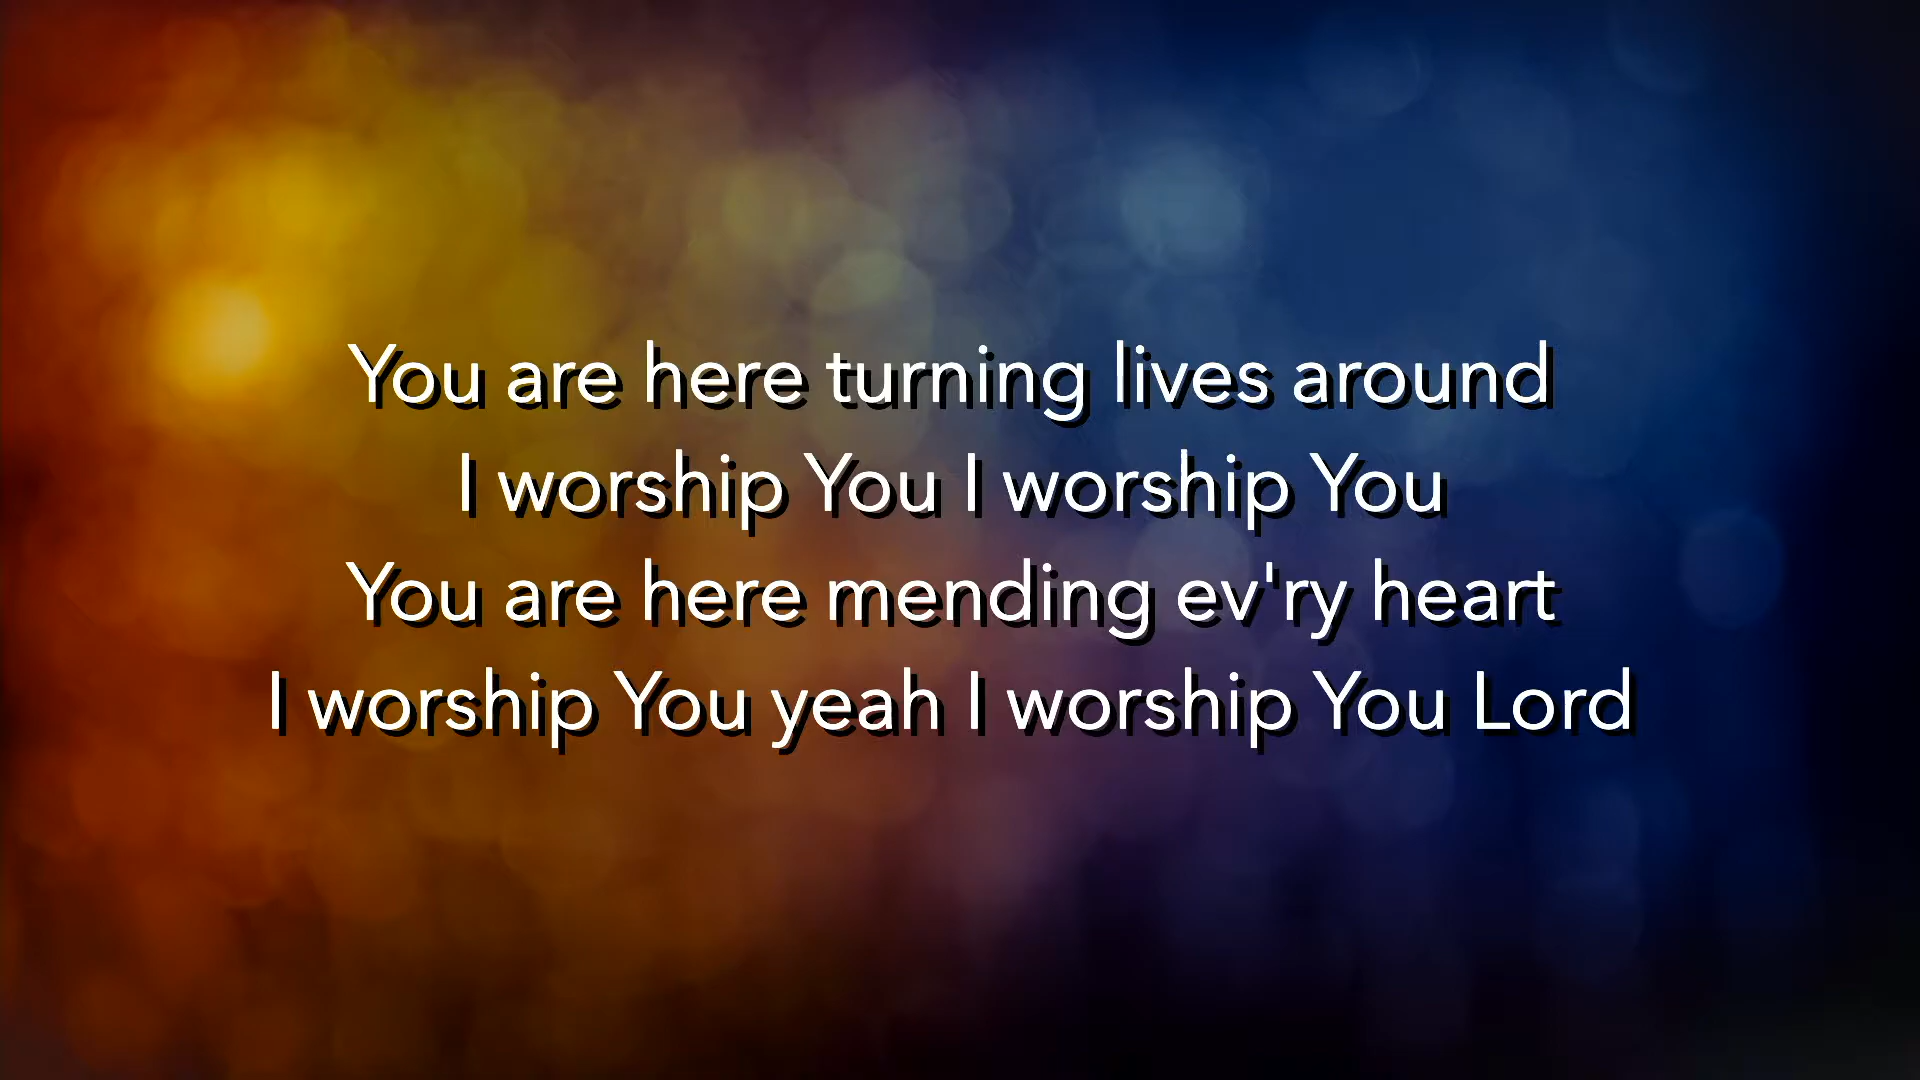 You are here turning lives around
I worship You I worship You
You are here mending ev'ry heart
I worship You yeah I worship You Lord